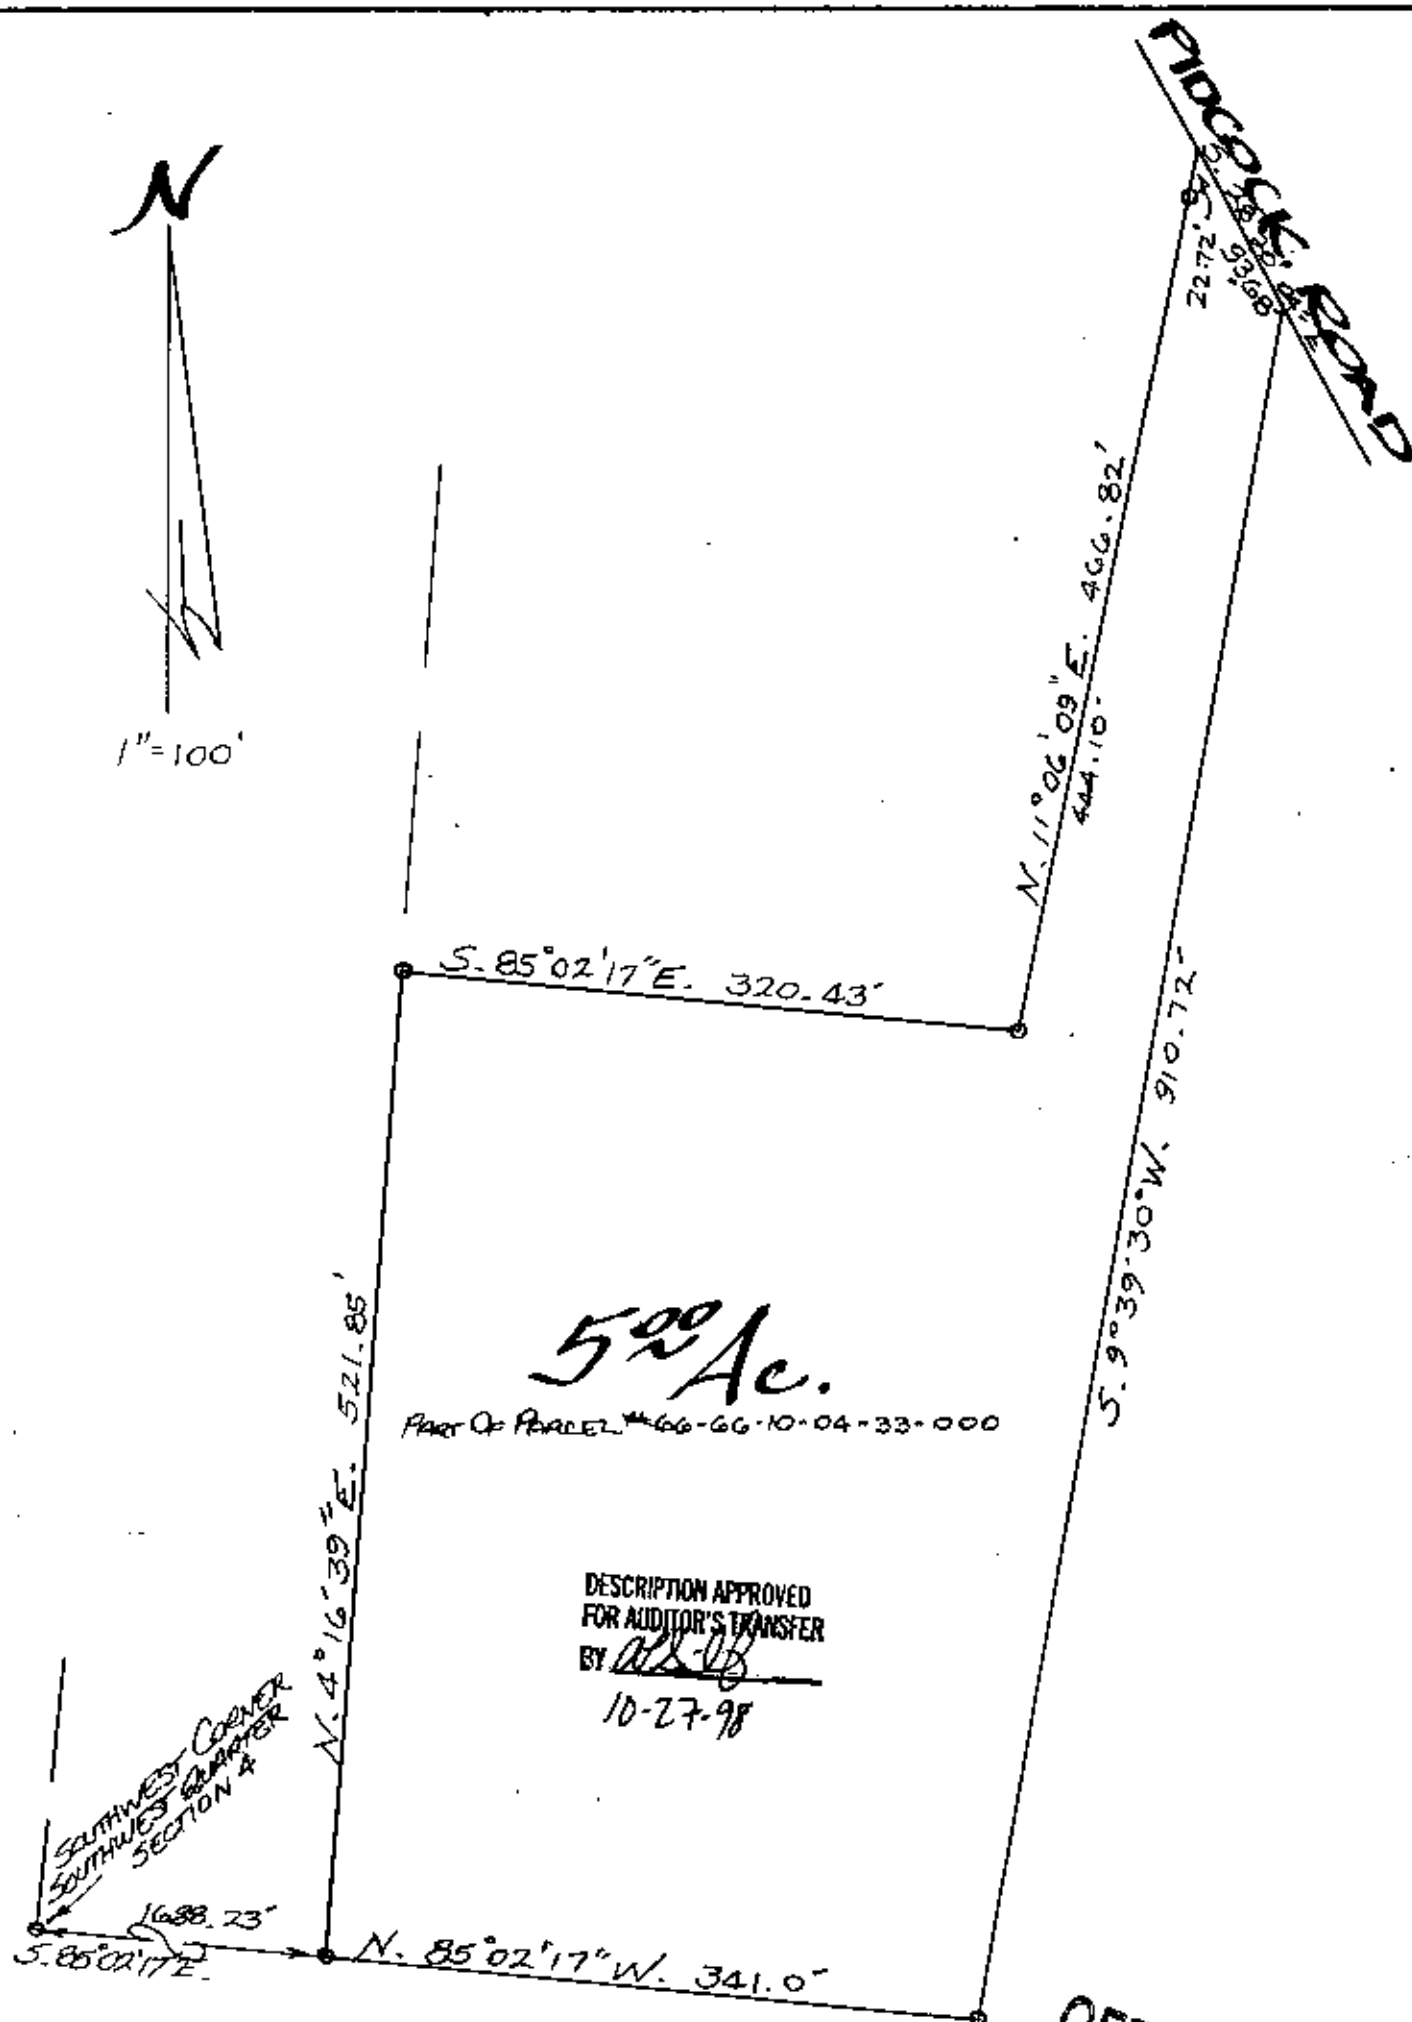 N
1"=100'
PIDCOCK ROAD
93.68'
22.72'
N. 11°06'09"E. 466.82'
444.10'
S. 85°02'17"E. 320.43'
S. 9°39'30"W. 910.72'
N. 4°16'39"E. 521.85'
5.00 Ac.
PART OF PARCEL #66-66-10-04-33-000
DESCRIPTION APPROVED
FOR AUDITOR'S TRANSFER
BY
10-27-98
SOUTHWEST CORNER
SOUTHWEST QUARTER
SECTION 4
1688.23'
S. 85°02'17"E.
N. 85°02'17"W. 341.0'